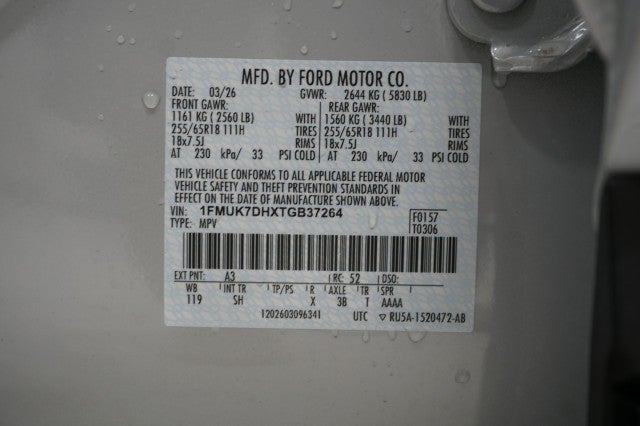 MFD. BY FORD MOTOR CO.
DATE: 03/26 GVWR: 2644 KG ( 5830 LB)
FRONT GAWR: REAR GAWR:
1161 KG ( 2560 LB) WITH 1560 KG ( 3440 LB) WITH
255/65R18 111H TIRES 255/65R18 111H TIRES
18x7.5J RIMS 18x7.5J RIMS
AT 230 kPa/ 33 PSI COLD AT 230 kPa/ 33 PSI COLD
THIS VEHICLE CONFORMS TO ALL APPLICABLE FEDERAL MOTOR
VEHICLE SAFETY AND THEFT PREVENTION STANDARDS IN
EFFECT ON THE DATE OF MANUFACTURE SHOWN ABOVE.
VIN: 1FMUK7DHXTGB37264 F0157
TYPE: MPV T0306
EXT PNT: A3 RC: 52 DSO:
WB INT TR TP/PS R AXLE TR SPR
119 SH X 3B T AAAA
1202603096341 UTC ▽ RU5A-1520472-AB